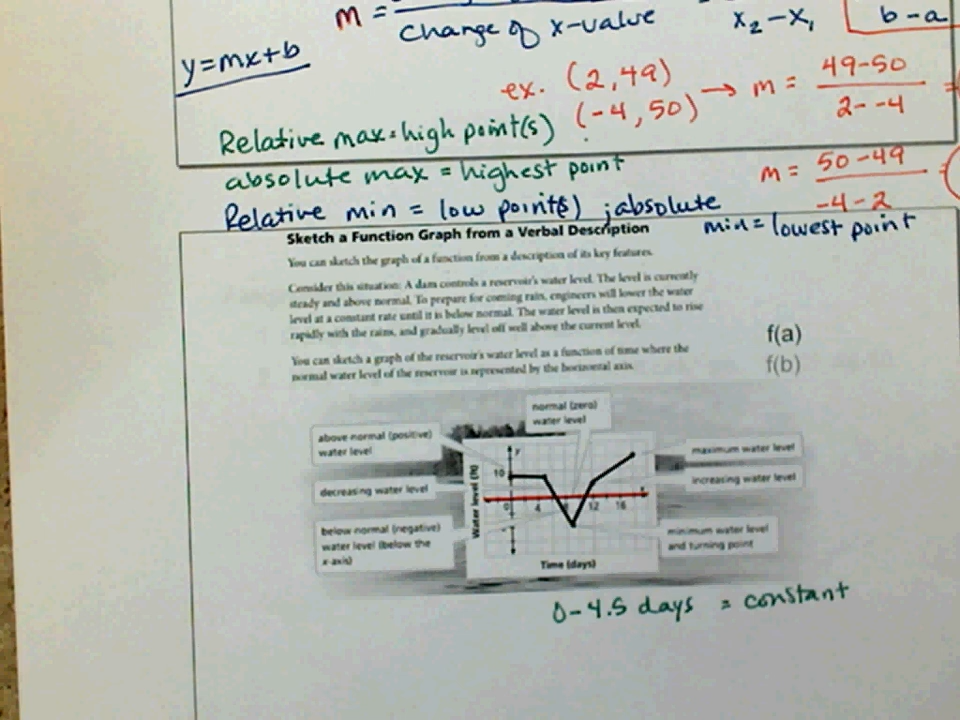 m =
change of x-value
x₂-x₁
b-a
y=mx+b
ex. (2,49)
(-4,50)
→ m = 49-50
2--4
=
Relative max=high point(s)
absolute max = highest point
m = 50-49
-4-2
=
Relative min = low point(s) ; absolute
min = lowest point
Sketch a Function Graph from a Verbal Description
You can sketch the graph of a function from a description of its key features.
Consider this situation: A dam controls a reservoir's water level. The level is currently
steady and above normal. To prepare for coming rain, engineers will lower the water
level at a constant rate until it is below normal. The water level is then expected to rise
rapidly with the rains, and gradually level off well above the current level.
You can sketch a graph of the reservoir's water level as a function of time where the
normal water level of the reservoir is represented by the horizontal axis.
f(a)
f(b)
normal (zero)
water level
above normal (positive)
water level
decreasing water level
below normal (negative)
water level (below the
x-axis)
maximum water level
increasing water level
minimum water level
and turning point
Water level (ft)
y
10
0
4
12
16
Time (days)
0-4.5 days = constant